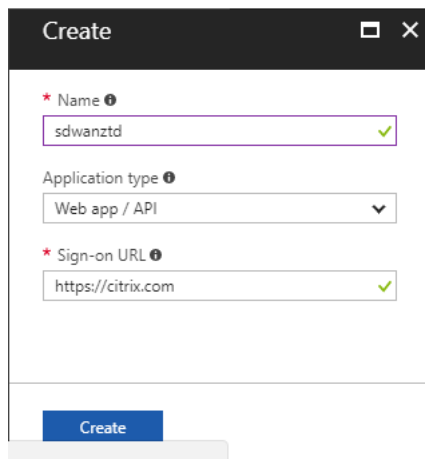 Create
* Name
sdwanztd
Application type
Web app / API
* Sign-on URL
https://citrix.com
Create